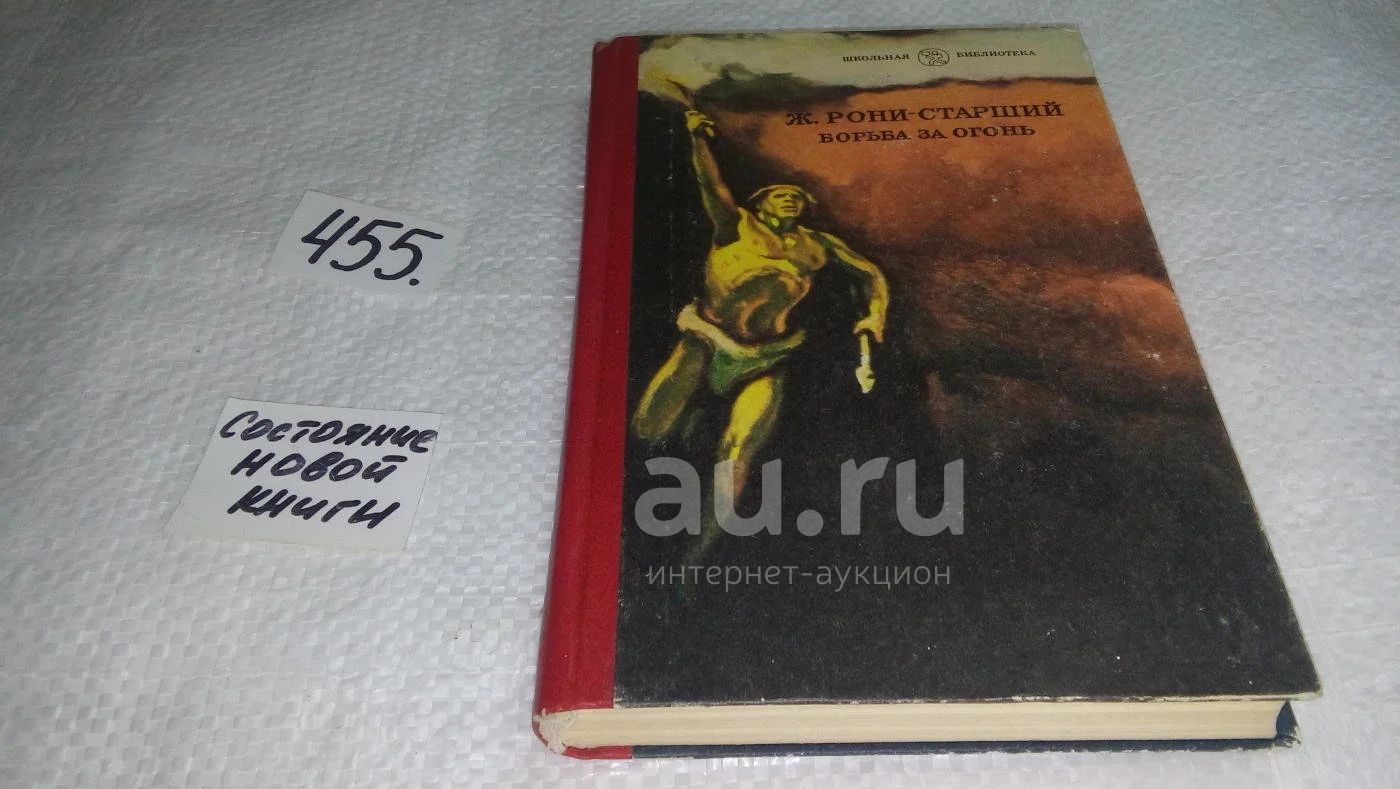 ШКОЛЬНАЯ БИБЛИОТЕКА
Ж. РОНИ-СТАРШИЙ
БОРЬБА ЗА ОГОНЬ
455.
Состояние
новой
книги
au.ru
интернет-аукцион